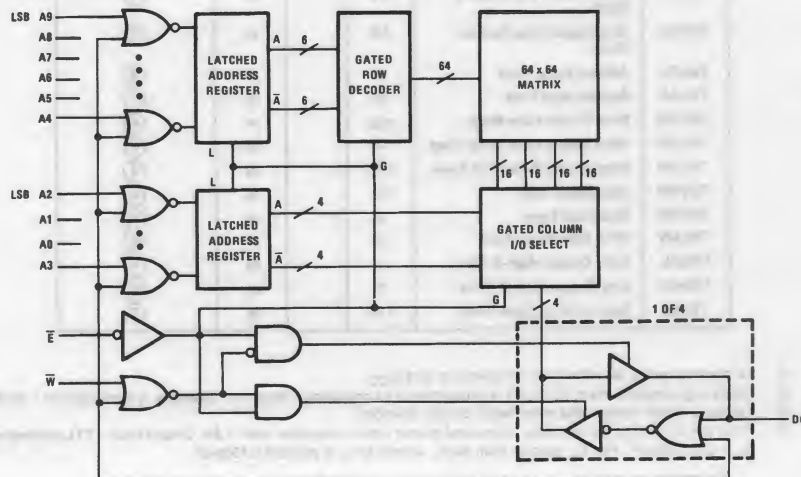 LSB A9
A8
A7
A6
A5
A4
LATCHED
ADDRESS
REGISTER
A
6
Ā
6
L
GATED
ROW
DECODER
64
64 x 64
MATRIX
G
16
16
16
16
LSB A2
A1
A0
A3
L
LATCHED
ADDRESS
REGISTER
A
4
Ā
4
GATED COLUMN
I/O SELECT
G
4
1 OF 4
E̅
W̅